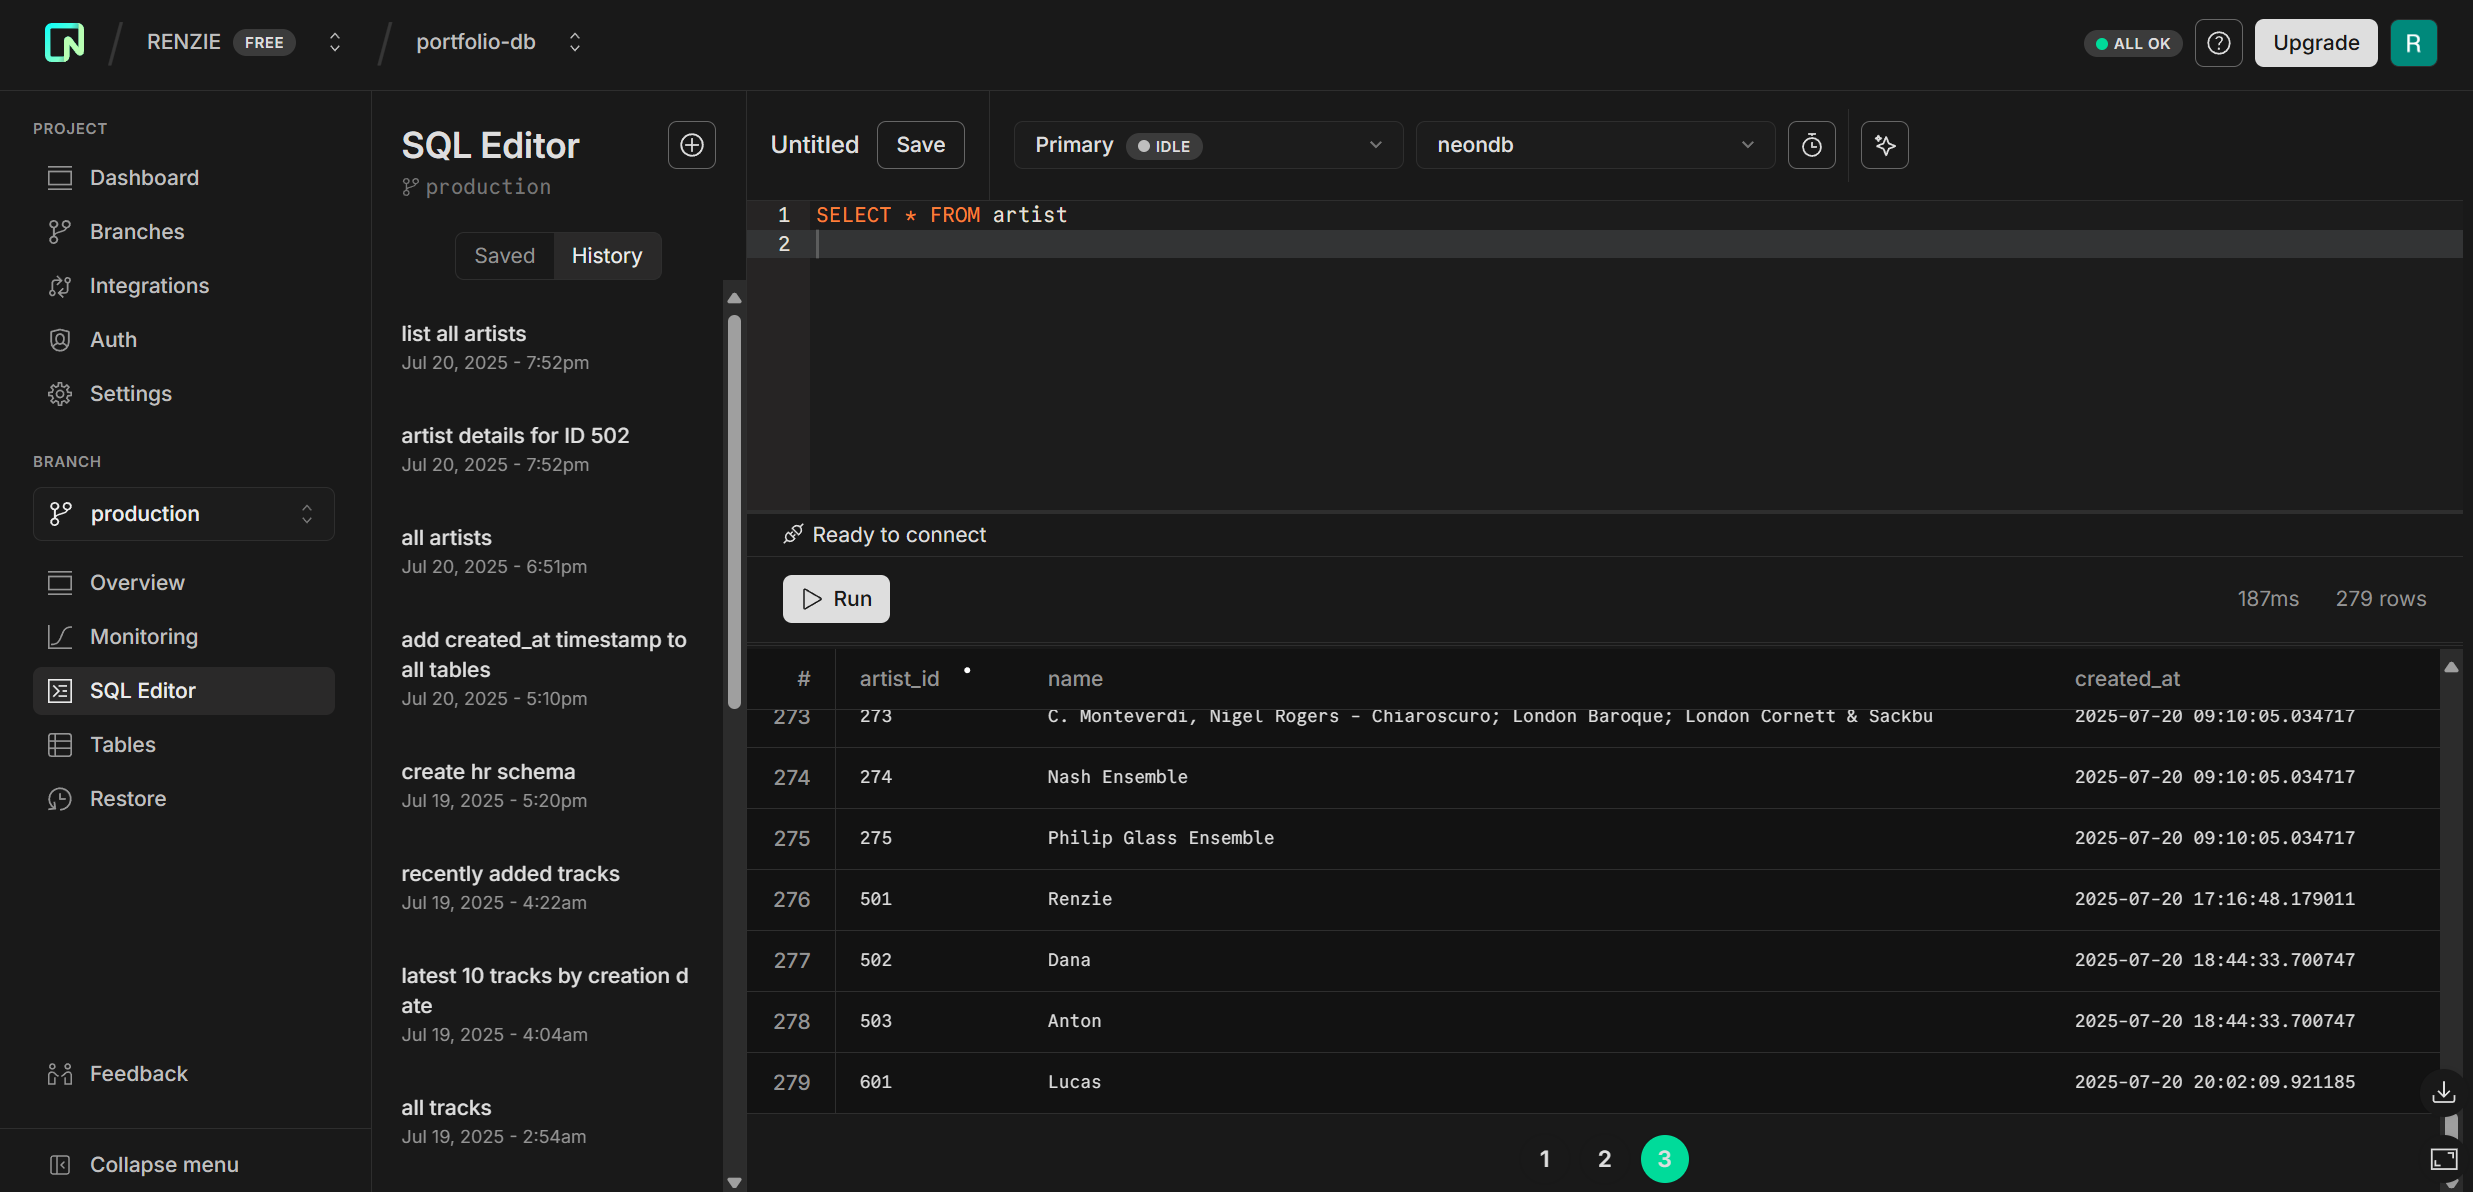 RENZIE FREE
portfolio-db
ALL OK
Upgrade
R
PROJECT
Dashboard
Branches
Integrations
Auth
Settings
BRANCH
production
Overview
Monitoring
SQL Editor
Tables
Restore
Feedback
Collapse menu
SQL Editor
production
Saved
History
list all artists
Jul 20, 2025 - 7:52pm
artist details for ID 502
Jul 20, 2025 - 7:52pm
all artists
Jul 20, 2025 - 6:51pm
add created_at timestamp to
all tables
Jul 20, 2025 - 5:10pm
create hr schema
Jul 19, 2025 - 5:20pm
recently added tracks
Jul 19, 2025 - 4:22am
latest 10 tracks by creation d
ate
Jul 19, 2025 - 4:04am
all tracks
Jul 19, 2025 - 2:54am
Untitled
Save
Primary IDLE
neondb
1 SELECT * FROM artist
2
Ready to connect
Run
187ms 279 rows
# artist_id name created_at
273 273 C. Monteverdi, Nigel Rogers - Chiaroscuro; London Baroque; London Cornett & Sackbu 2025-07-20 09:10:05.034717
274 274 Nash Ensemble 2025-07-20 09:10:05.034717
275 275 Philip Glass Ensemble 2025-07-20 09:10:05.034717
276 501 Renzie 2025-07-20 17:16:48.179011
277 502 Dana 2025-07-20 18:44:33.700747
278 503 Anton 2025-07-20 18:44:33.700747
279 601 Lucas 2025-07-20 20:02:09.921185
1 2 3